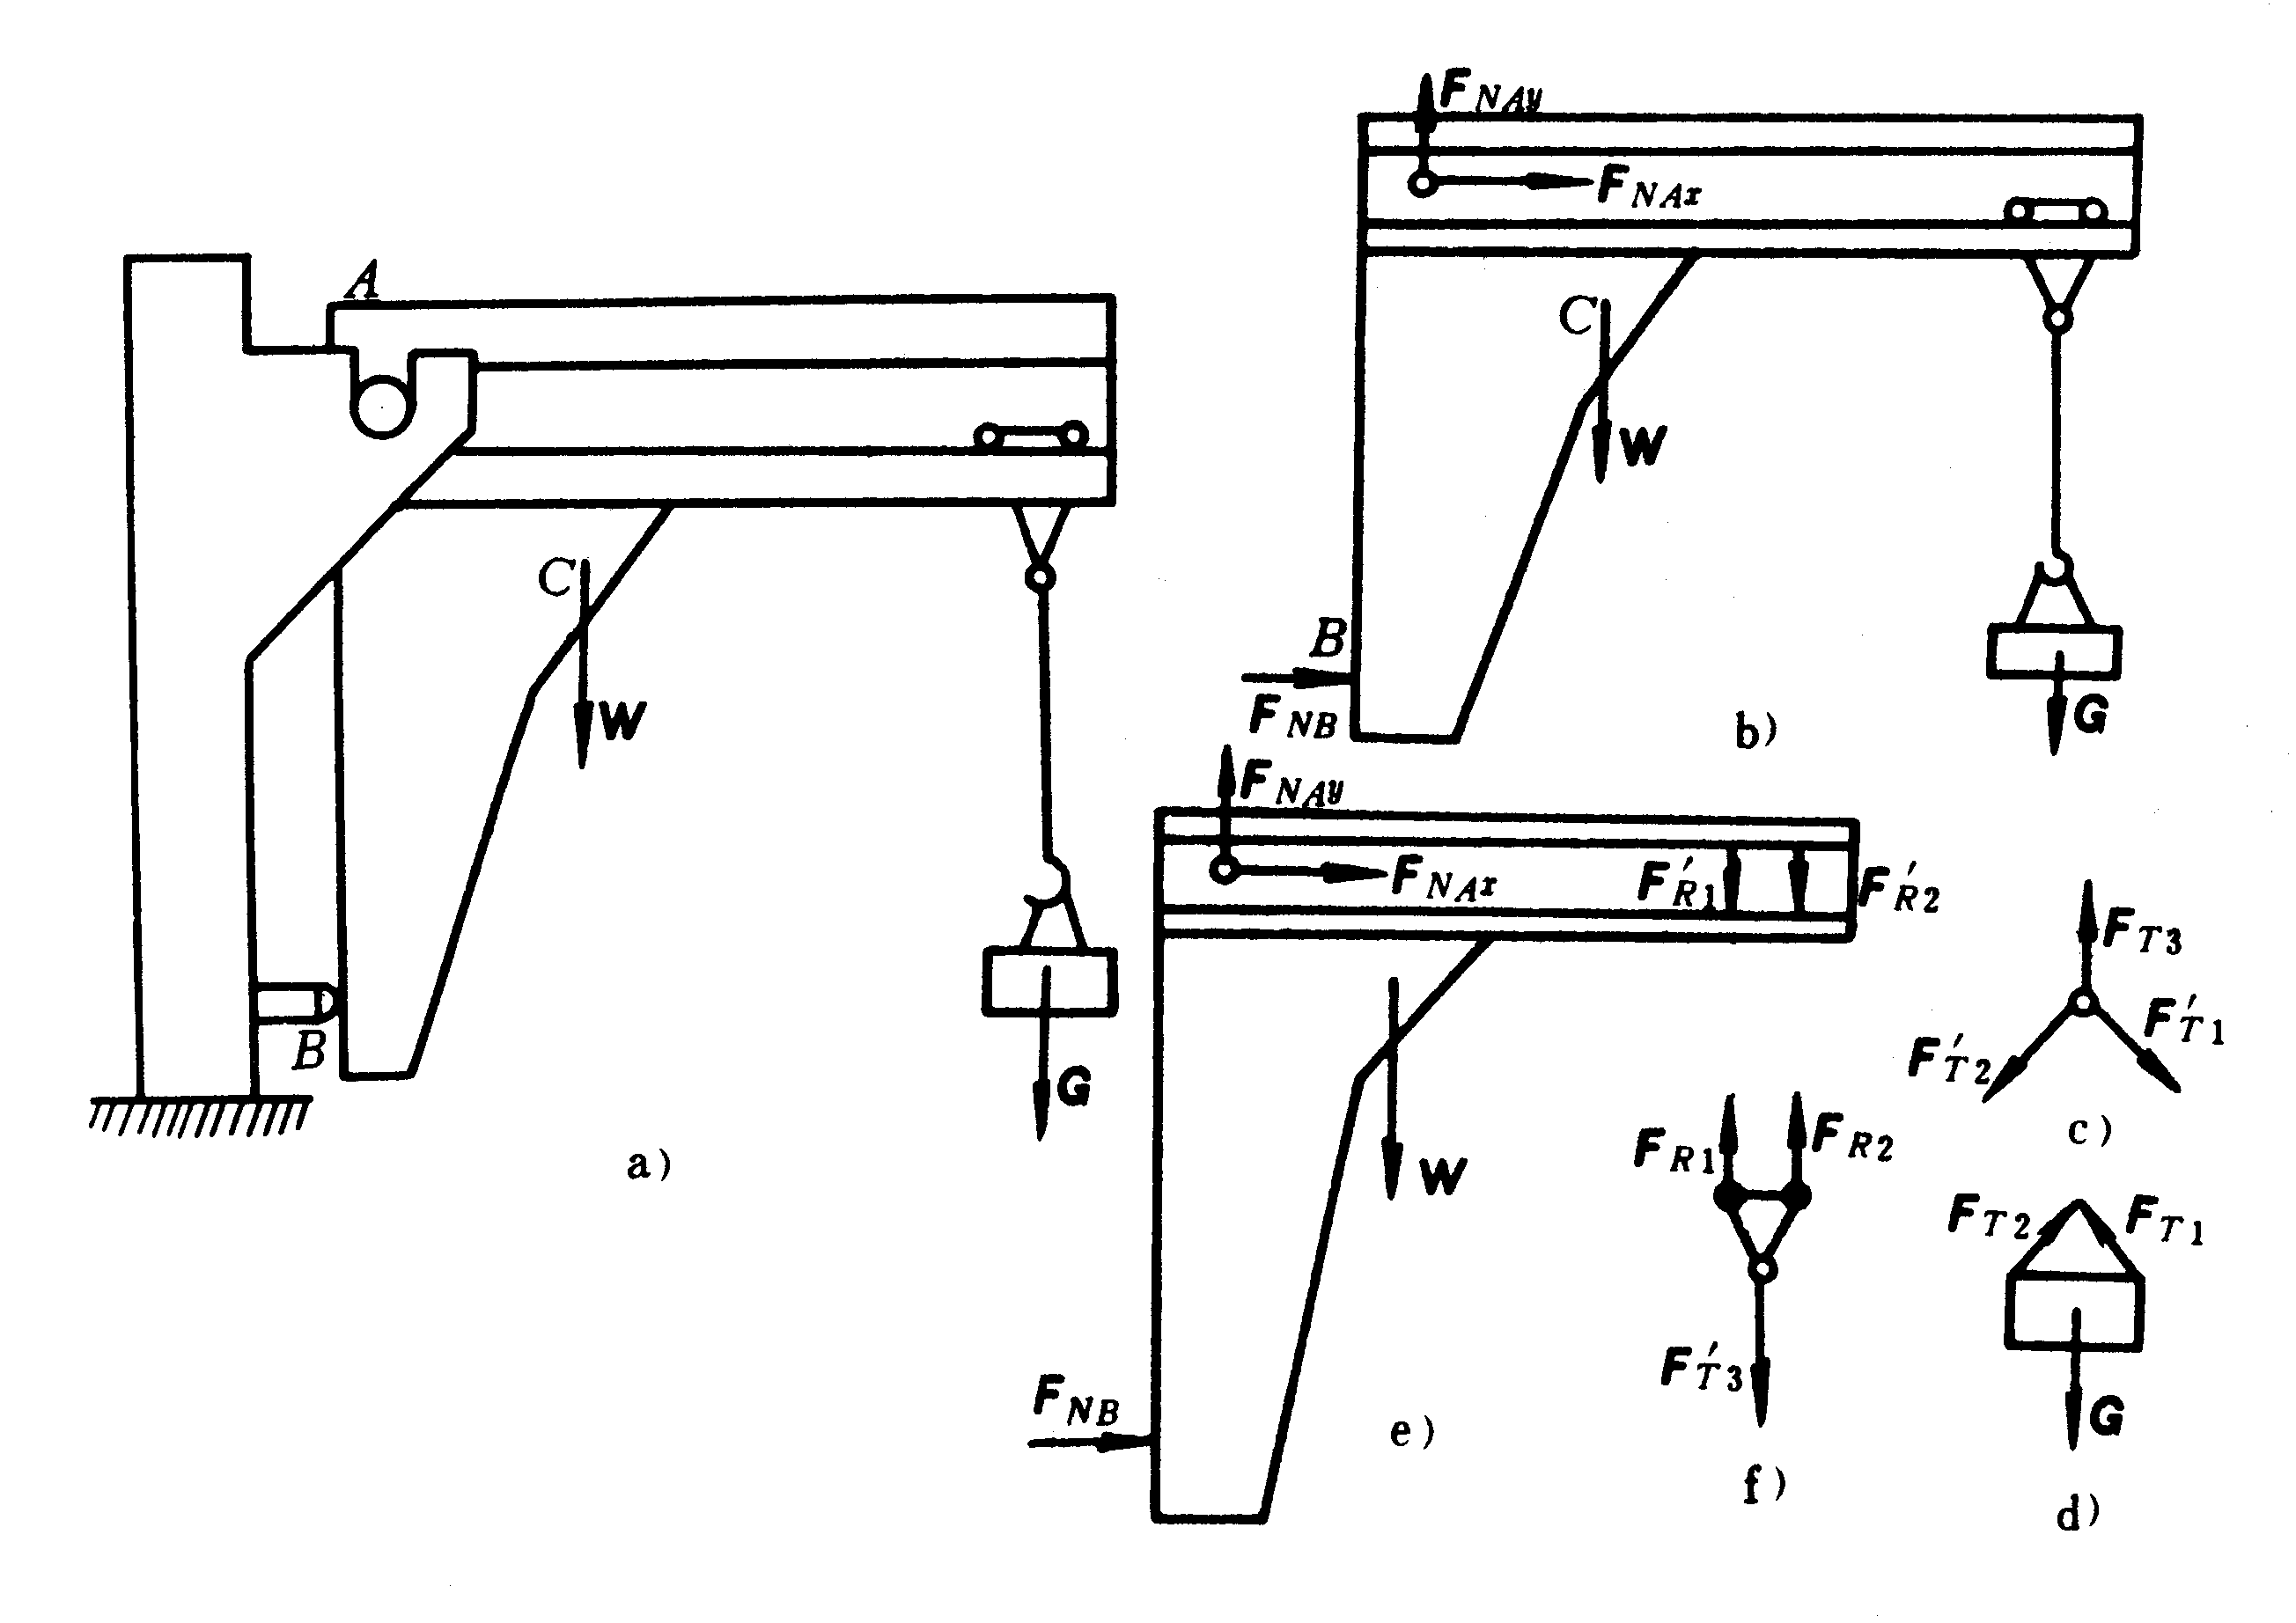 A
C
W
B
G
a)
F_NAy
F_NAx
C
W
B
F_NB
G
b)
F_NAy
F_NAx
F'_R1
F'_R2
W
F_NB
e)
F_T3
F'_T1
F'_T2
c)
F_R1
F_R2
F'_T3
f)
F_T2
F_T1
G
d)